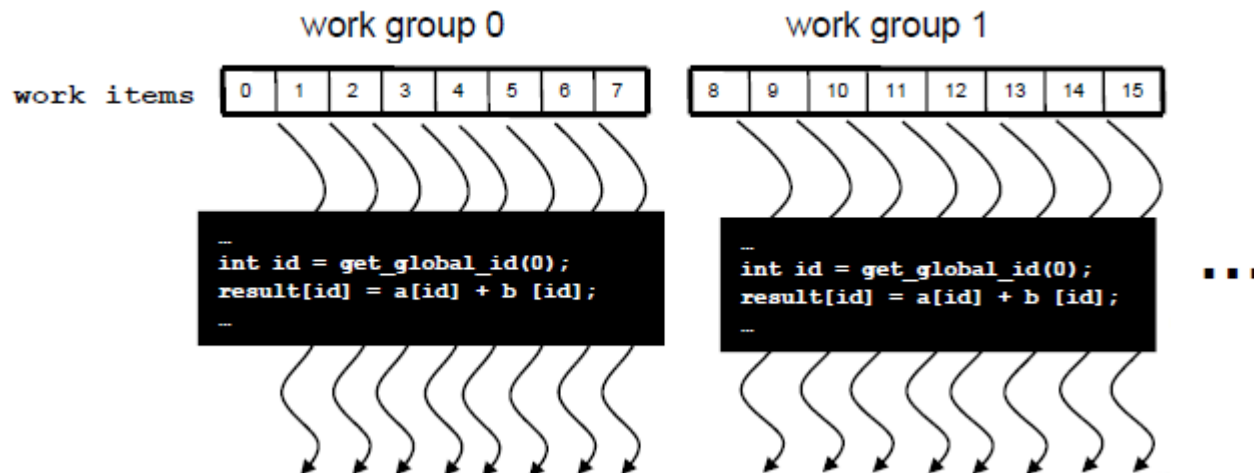 work group 0
work group 1
work items 0 1 2 3 4 5 6 7 8 9 10 11 12 13 14 15
…
int id = get_global_id(0);
result[id] = a[id] + b [id];
…
…
int id = get_global_id(0);
result[id] = a[id] + b [id];
…
...